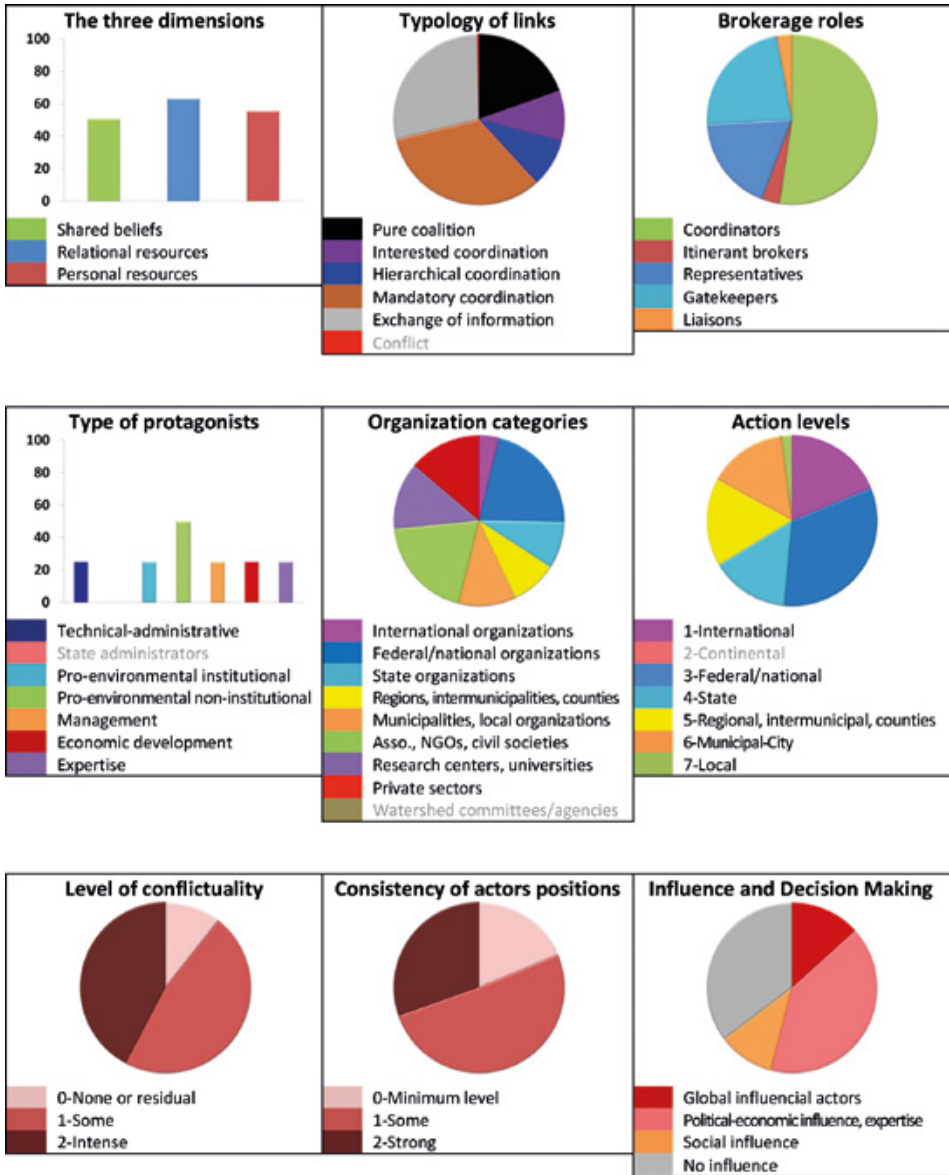 The three dimensions
100
80
60
40
20
0
Shared beliefs
Relational resources
Personal resources
Typology of links
Pure coalition
Interested coordination
Hierarchical coordination
Mandatory coordination
Exchange of information
Conflict
Brokerage roles
Coordinators
Itinerant brokers
Representatives
Gatekeepers
Liaisons
Type of protagonists
100
80
60
40
20
0
Technical-administrative
State administrators
Pro-environmental institutional
Pro-environmental non-institutional
Management
Economic development
Expertise
Organization categories
International organizations
Federal/national organizations
State organizations
Regions, intermunicipalities, counties
Municipalities, local organizations
Asso., NGOs, civil societies
Research centers, universities
Private sectors
Watershed committees/agencies
Action levels
1-International
2-Continental
3-Federal/national
4-State
5-Regional, intermunicipal, counties
6-Municipal-City
7-Local
Level of conflictuality
0-None or residual
1-Some
2-Intense
Consistency of actors positions
0-Minimum level
1-Some
2-Strong
Influence and Decision Making
Global influencial actors
Political-economic influence, expertise
Social influence
No influence